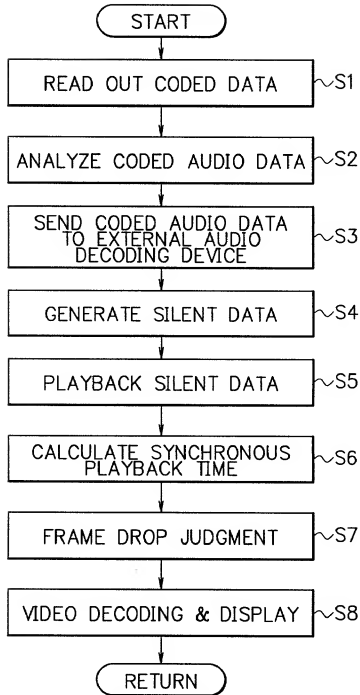 START
READ OUT CODED DATA
S1
ANALYZE CODED AUDIO DATA
S2
SEND CODED AUDIO DATA
TO EXTERNAL AUDIO
DECODING DEVICE
S3
GENERATE SILENT DATA
S4
PLAYBACK SILENT DATA
S5
CALCULATE SYNCHRONOUS
PLAYBACK TIME
S6
FRAME DROP JUDGMENT
S7
VIDEO DECODING & DISPLAY
S8
RETURN